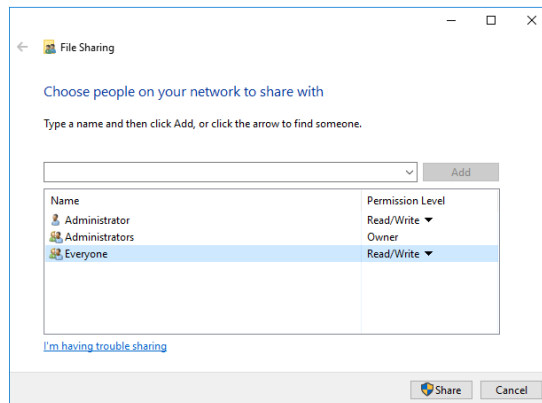 File Sharing
Choose people on your network to share with
Type a name and then click Add, or click the arrow to find someone.
Add
Name Permission Level
Administrator Read/Write
Administrators Owner
Everyone Read/Write
I'm having trouble sharing
Share Cancel